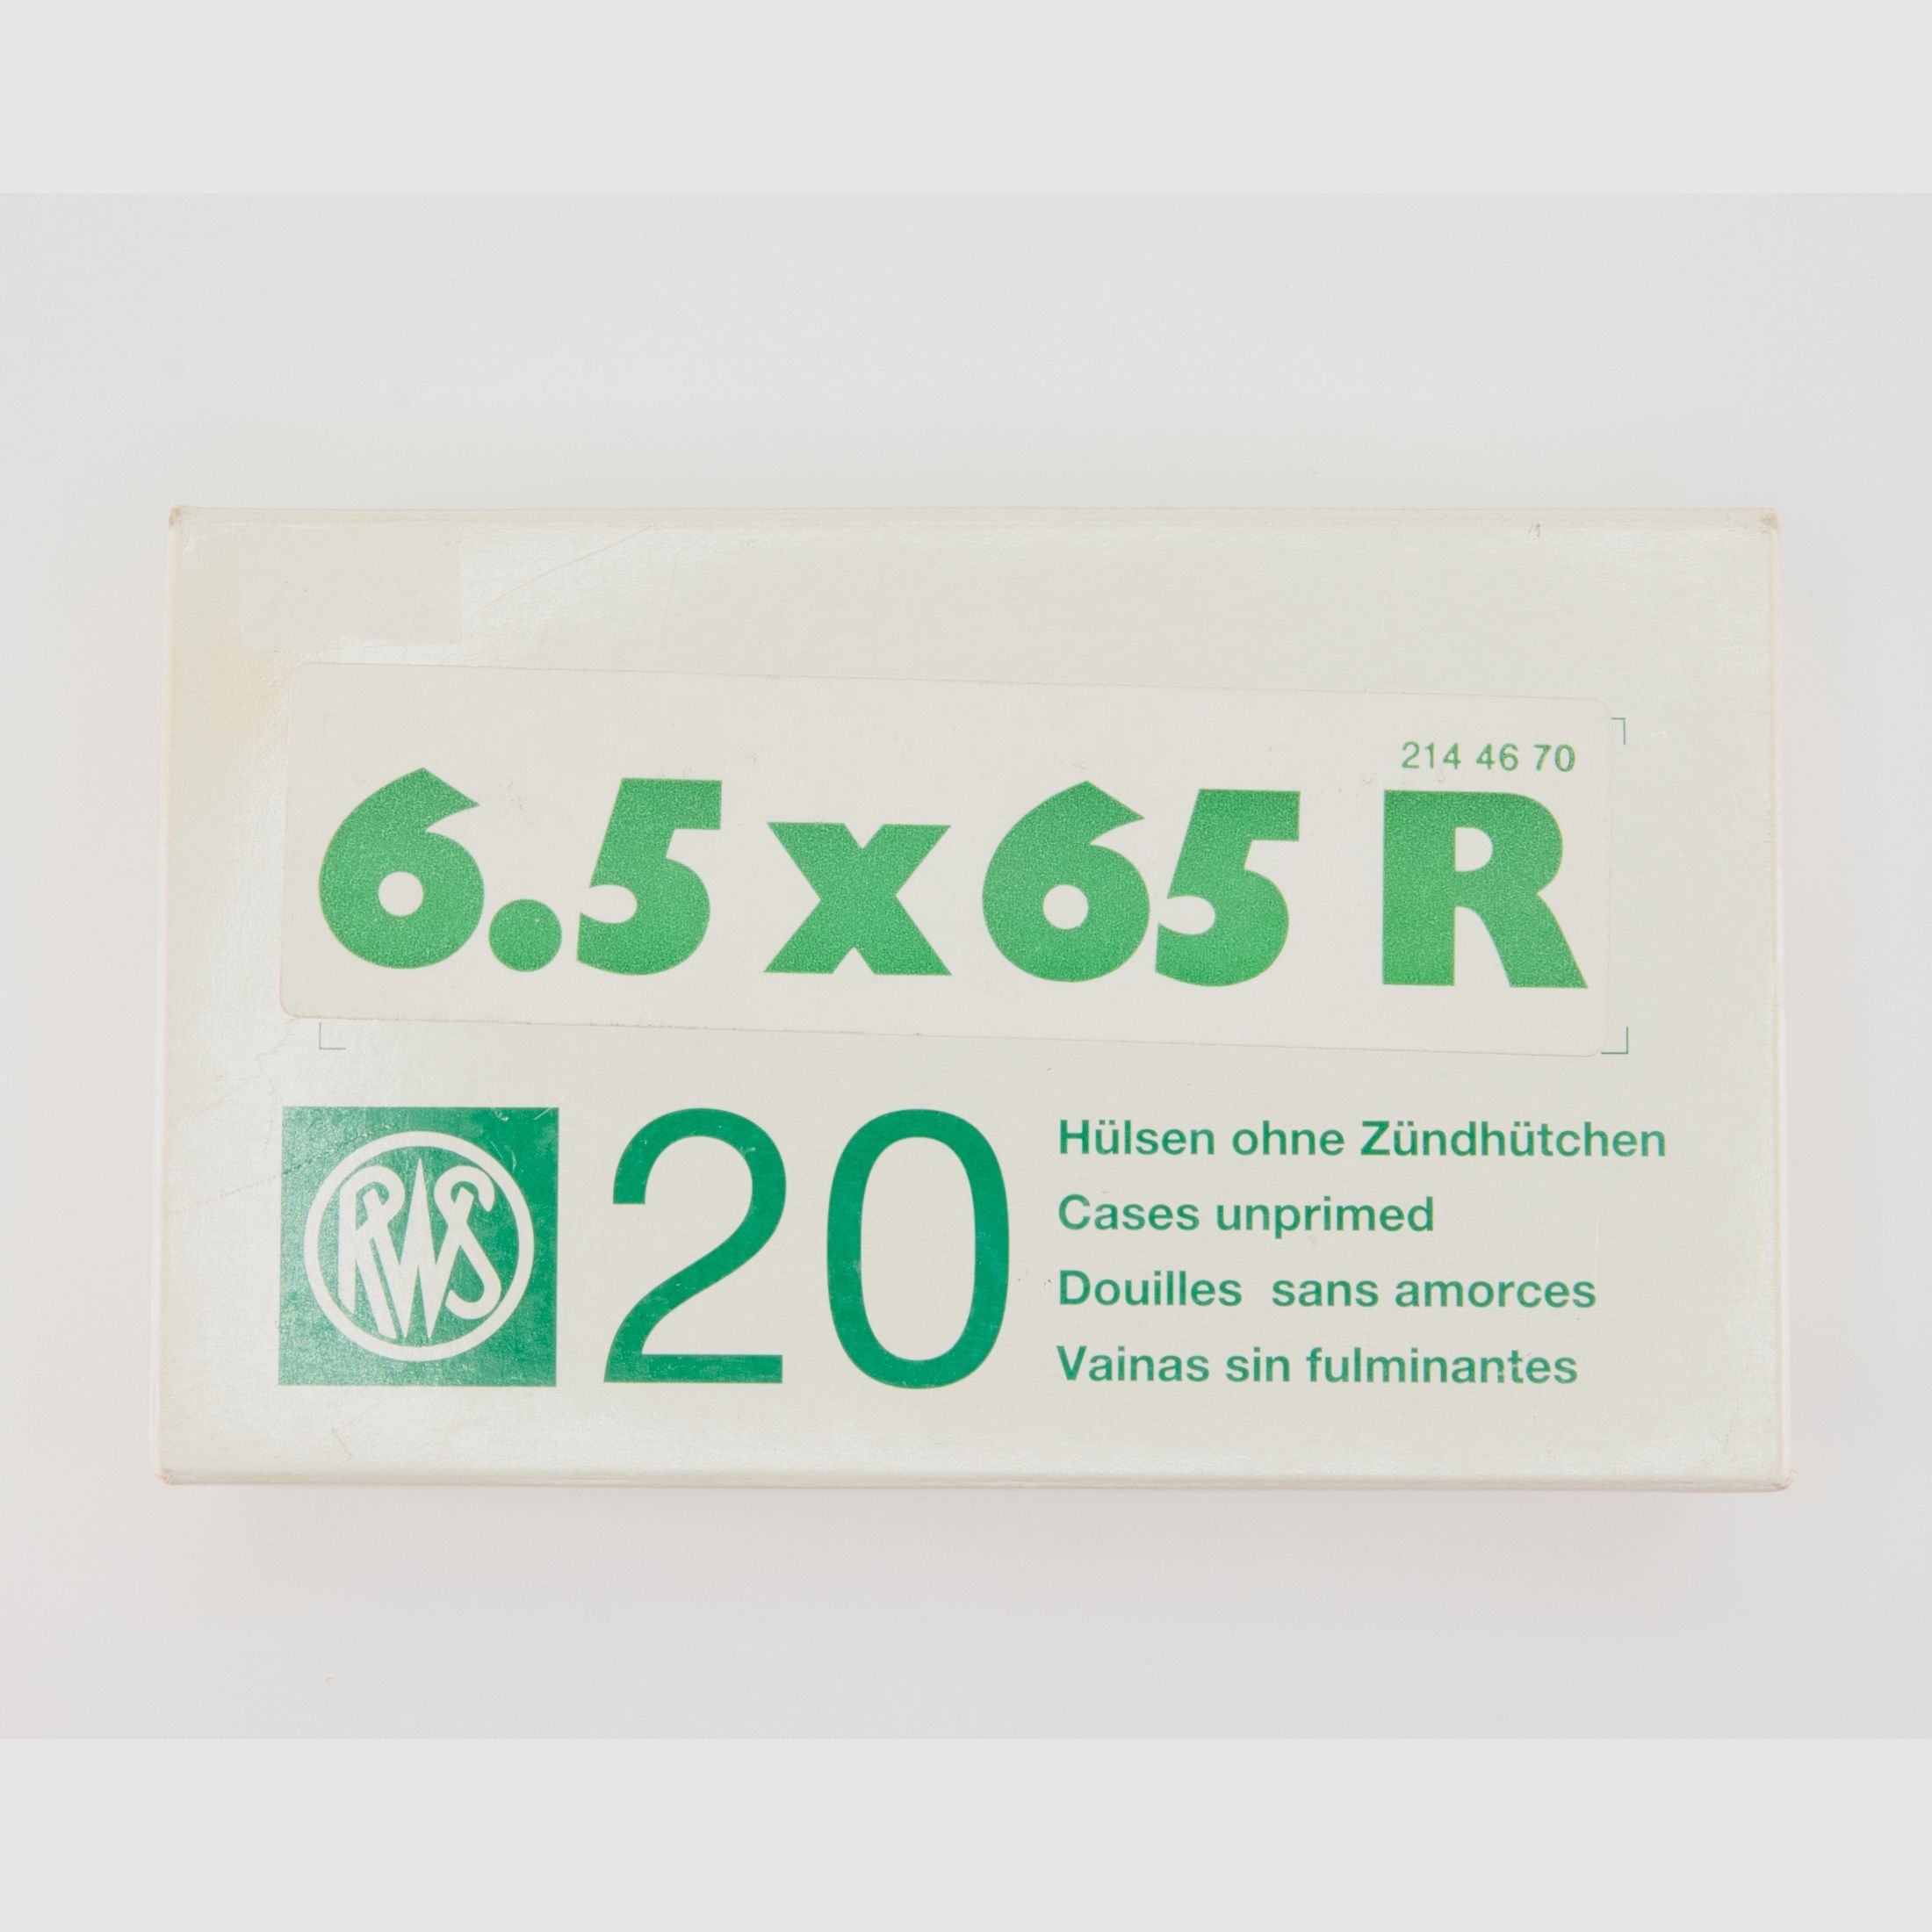 214 46 70
6.5 x 65 R
RWS
20
Hülsen ohne Zündhütchen
Cases unprimed
Douilles sans amorces
Vainas sin fulminantes